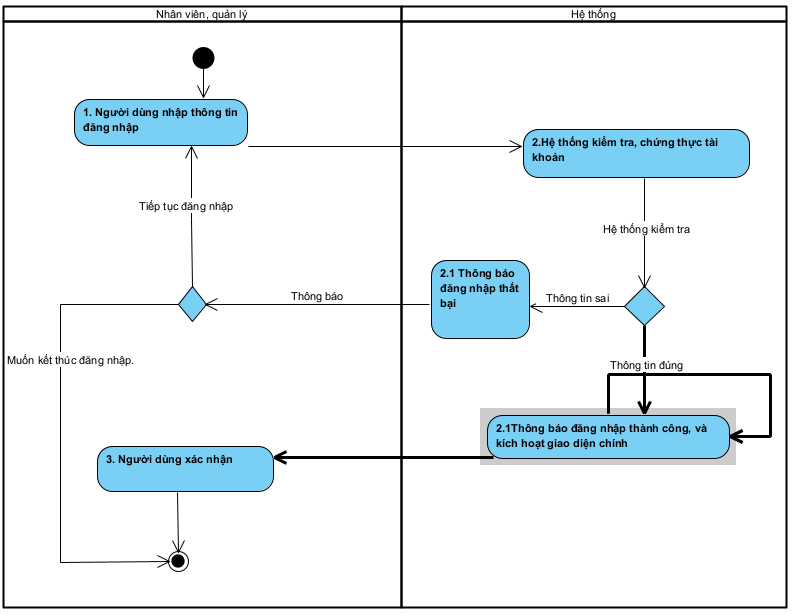 Nhân viên, quản lý
Hệ thống
1. Người dùng nhập thông tin
đăng nhập
2.Hệ thống kiểm tra, chứng thực tài
khoản
Tiếp tục đăng nhập
Hệ thống kiểm tra
2.1 Thông báo
đăng nhập thất
bại
Thông báo
Thông tin sai
Muốn kết thúc đăng nhập.
Thông tin đúng
2.1Thông báo đăng nhập thành công, và
kích hoạt giao diện chính
3. Người dùng xác nhận